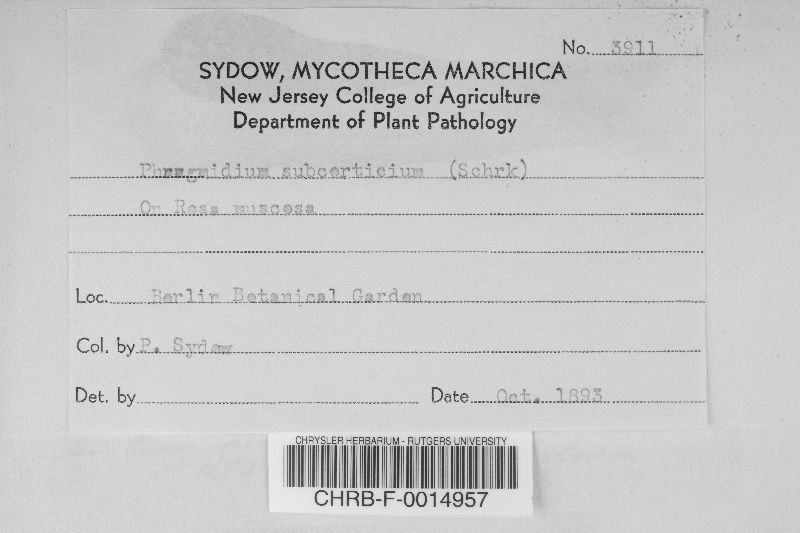 No. 3911
SYDOW, MYCOTHECA MARCHICA
New Jersey College of Agriculture
Department of Plant Pathology
Phragmidium subcorticium (Schrk)
On Rosa muscosa
Loc. Berlin Botanical Garden
Col. by P. Sydow
Det. by
Date Oct. 1893
CHRYSLER HERBARIUM - RUTGERS UNIVERSITY
CHRB-F-0014957